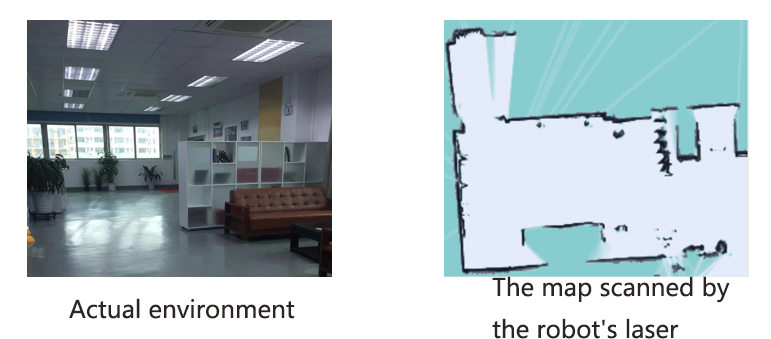 Actual environment
The map scanned by
the robot's laser